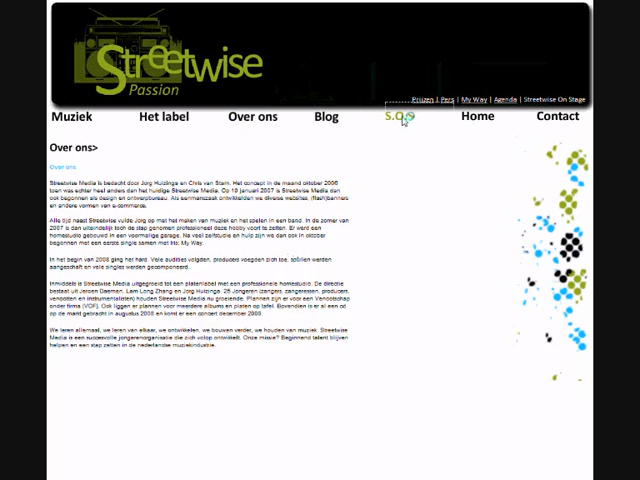 Streetwise
Passion
Prijzen | Pers | My Way | Agenda | Streetwise On Stage
Muziek Het label Over ons Blog S.O.S Home Contact
Over ons>
Over ons
Streetwise Media is bedacht door Jorg Huizinga en Chris van Stam. Het concept in de maand oktober 2006
toen was echter heel anders dan het huidige Streetwise Media. Op 10 januari 2007 is Streetwise Media dan
ook begonnen als design en ontwerpbureau. Als eenmanszaak ontwikkelden we diverse websites, (flash)banners
en andere vormen van e-commerce.
Alle tijd naast Streetwise vulde Jorg op met het maken van muziek en het spelen in een band. In de zomer van
2007 is dan uiteindelijk toch de stap genomen professioneel deze hobby voort te zetten. Er werd een
homestudio gebouwd in een voormalige garage. Na veel zelfstudie en hulp zijn we dan ook in oktober
begonnen met een eerste single samen met Iris: My Way.
In het begin van 2008 ging het hard. Vele audities volgden, producers voegden zich toe, spullen werden
aangeschaft en vele singles werden gecomponeerd.
Inmiddels is Streetwise Media uitgegroeid tot een platenlabel met een professionele homestudio. De directie
bestaat uit Jeroen Daemen, Lam Long Zhang en Jorg Huizinga. 25 Jongeren (zangers, zangeressen, producers,
venpoiten en instrumentalisten) houden Streetwise Media nu groeiende. Plannen zijn er voor een Venootschap
onder firma (VOF). Ook liggen er plannen voor meerdere albums en platen op tafel. Bovendien is er al een cd
op de markt gebracht in augustus 2008 en komt er een concert december 2008.
We leren allemaal, we leren van elkaar, we ontwikkelen, we bouwen verder, we houden van muziek. Streetwise
Media is een succesvolle jongerenorganisatie die zich volop ontwikkelt. Onze missie? Beginnend talent blijven
helpen en een stap zetten in de nederlandse muziekindustrie.